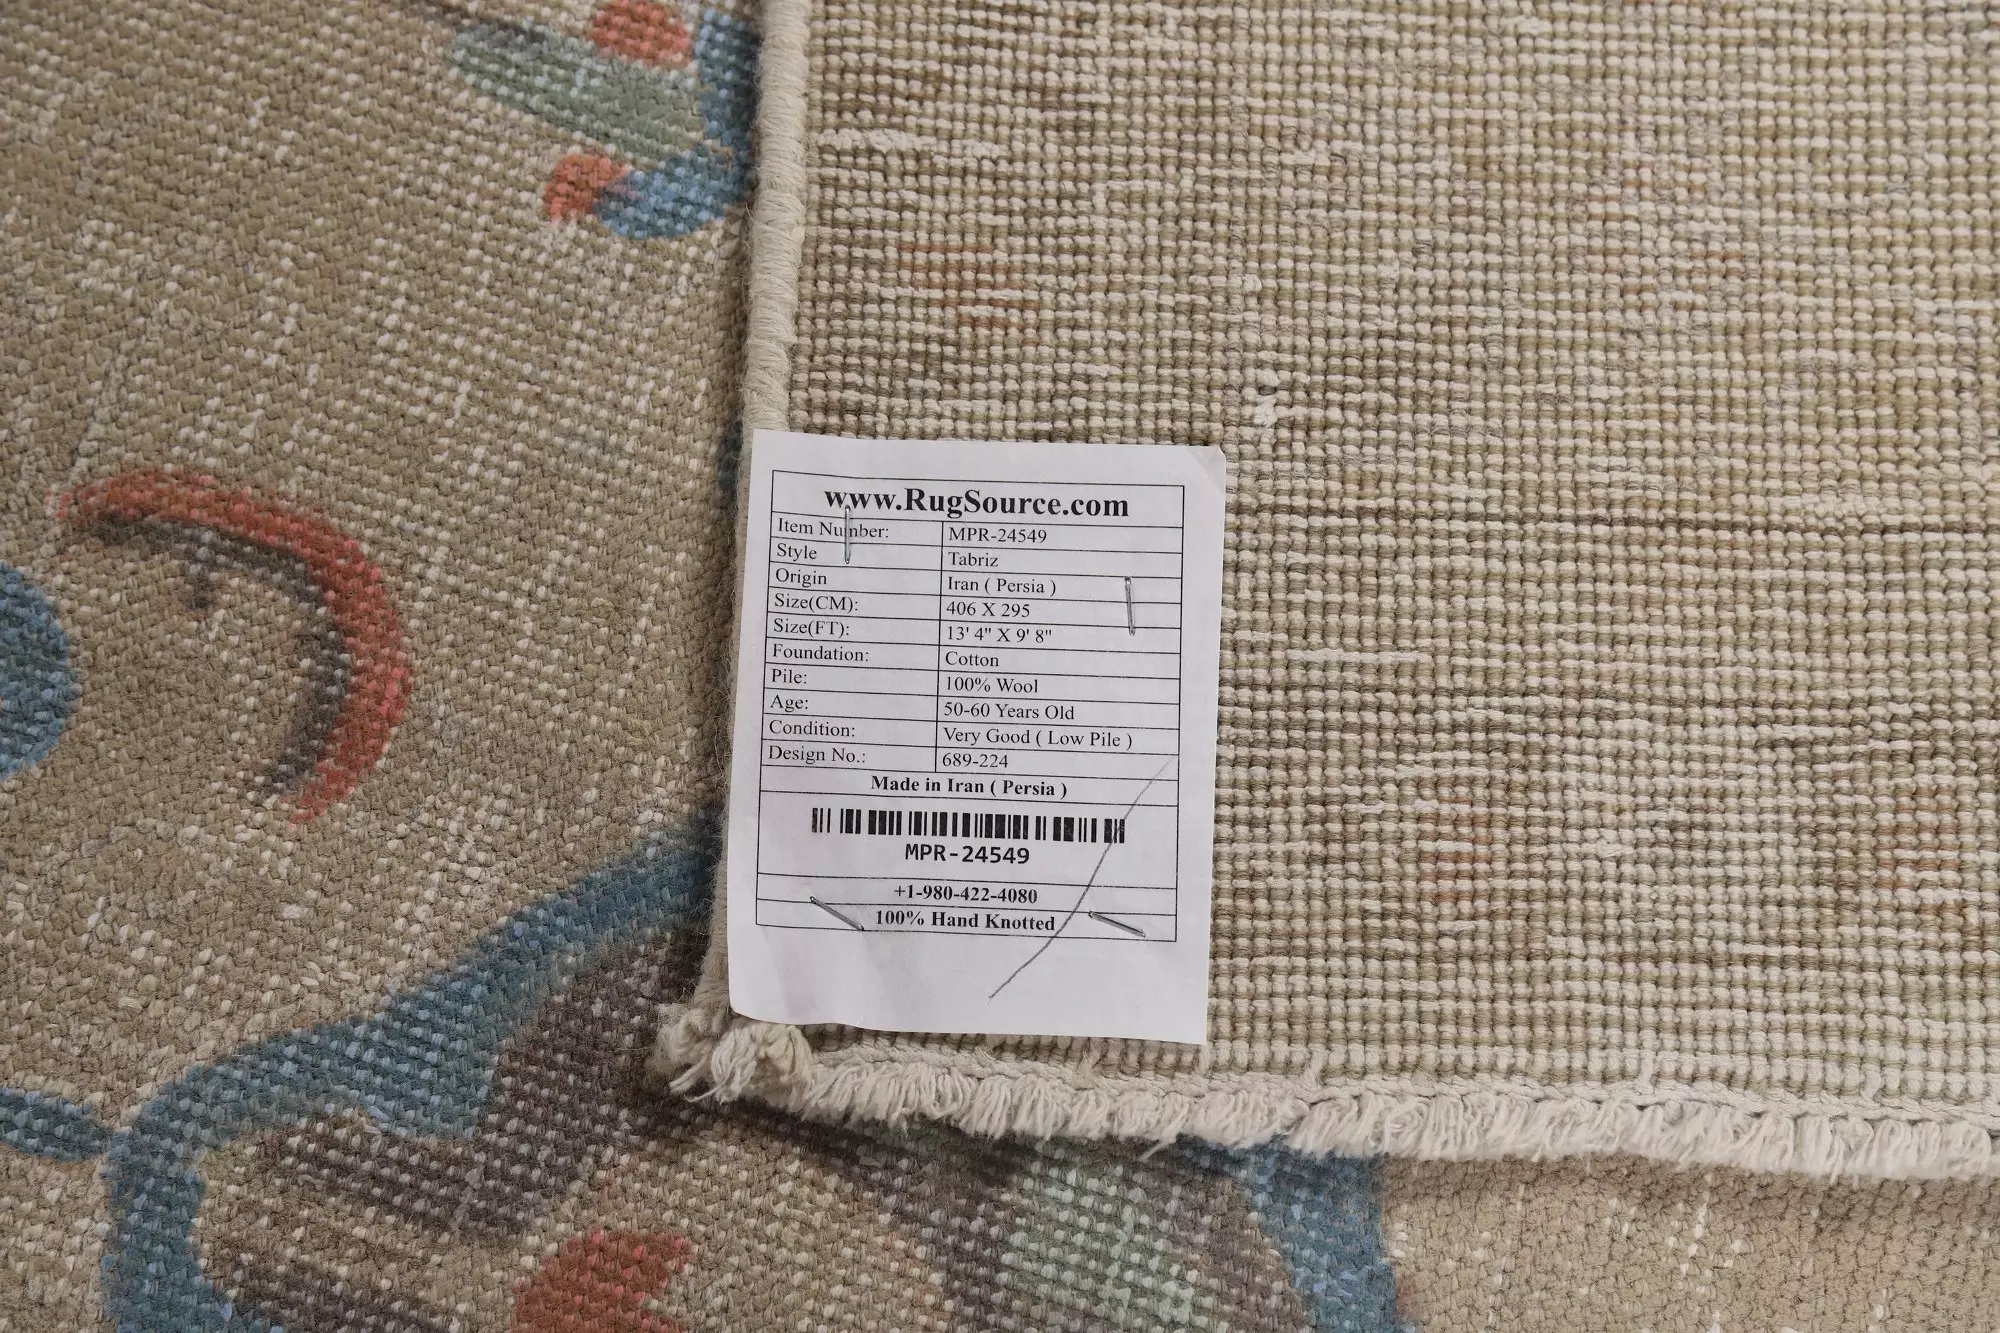 www.RugSource.com
Item Number: MPR-24549
Style Tabriz
Origin Iran ( Persia )
Size(CM): 406 X 295
Size(FT): 13' 4" X 9' 8"
Foundation: Cotton
Pile: 100% Wool
Age: 50-60 Years Old
Condition: Very Good ( Low Pile )
Design No.: 689-224
Made in Iran ( Persia )
MPR-24549
+1-980-422-4080
100% Hand Knotted